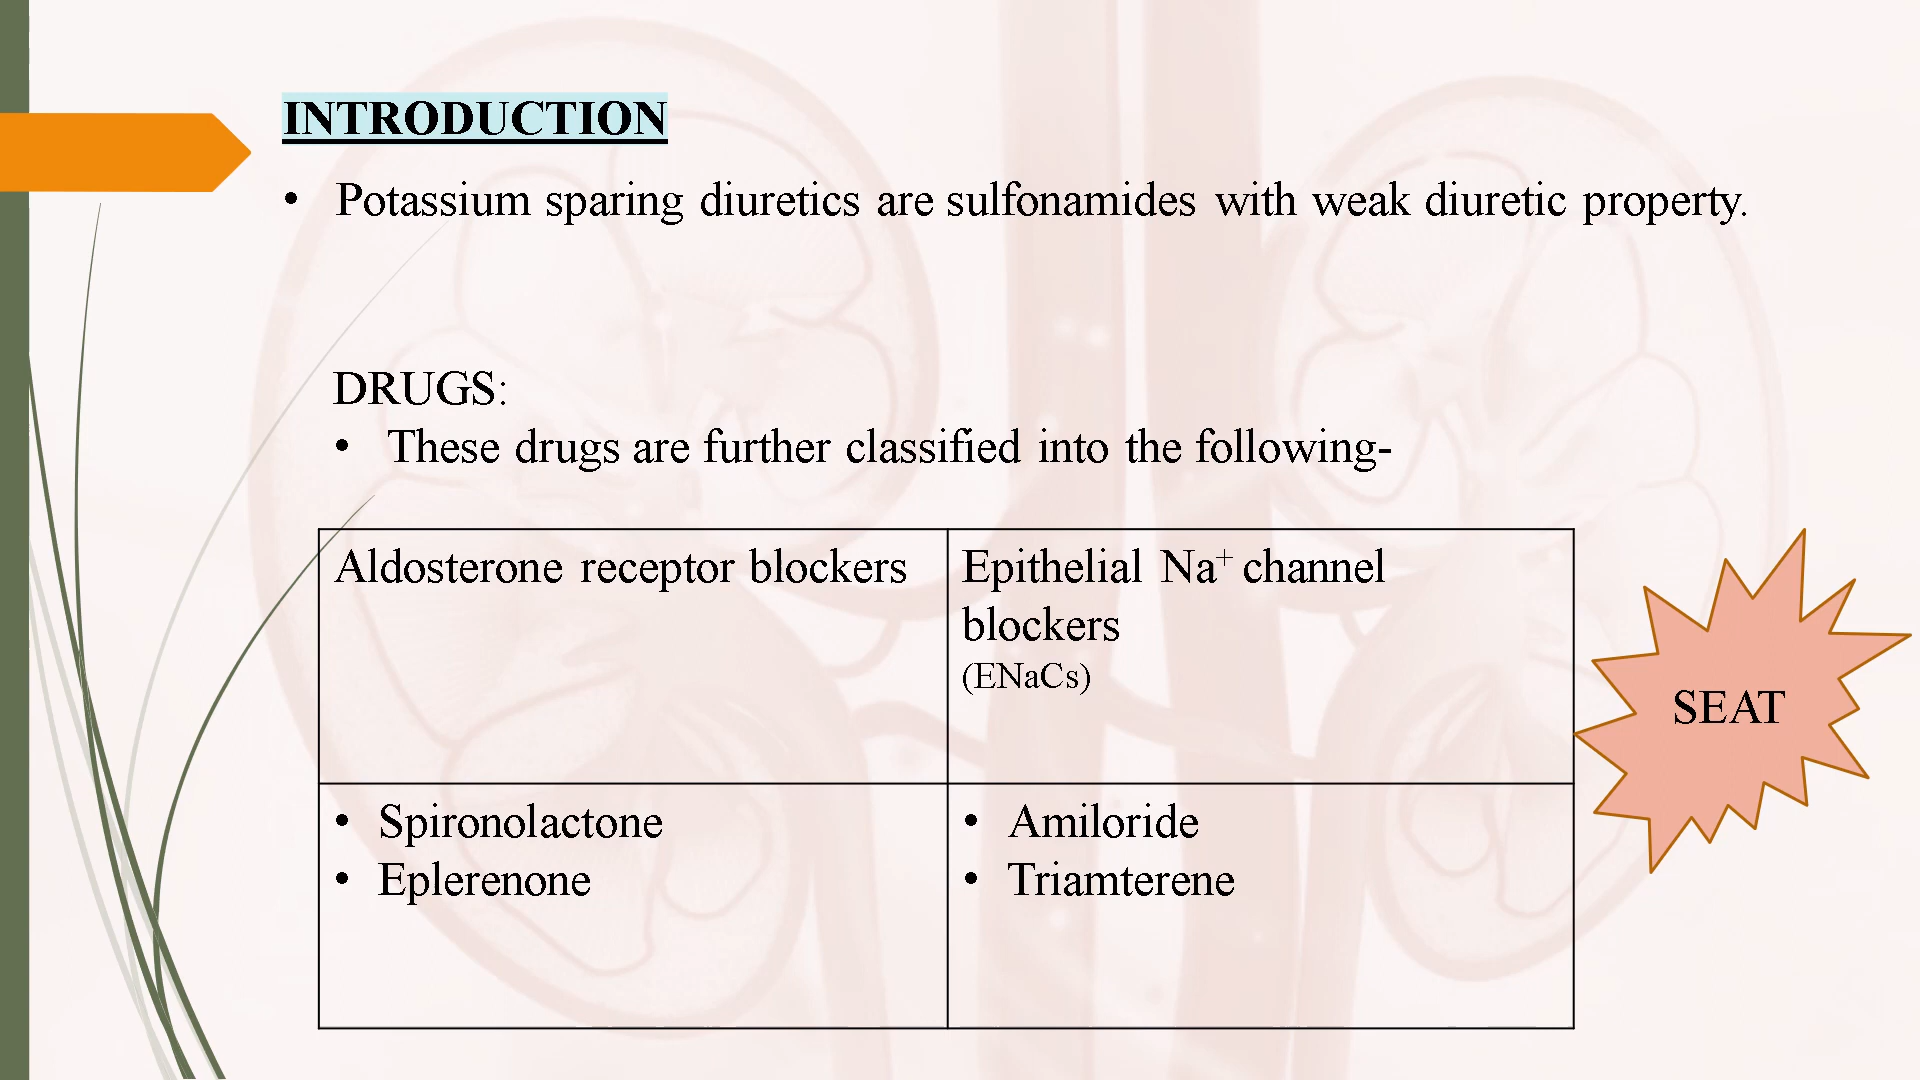 INTRODUCTION
• Potassium sparing diuretics are sulfonamides with weak diuretic property.
DRUGS:
• These drugs are further classified into the following-
Aldosterone receptor blockers
Epithelial Na⁺ channel
blockers
(ENaCs)
• Spironolactone
• Eplerenone
• Amiloride
• Triamterene
SEAT